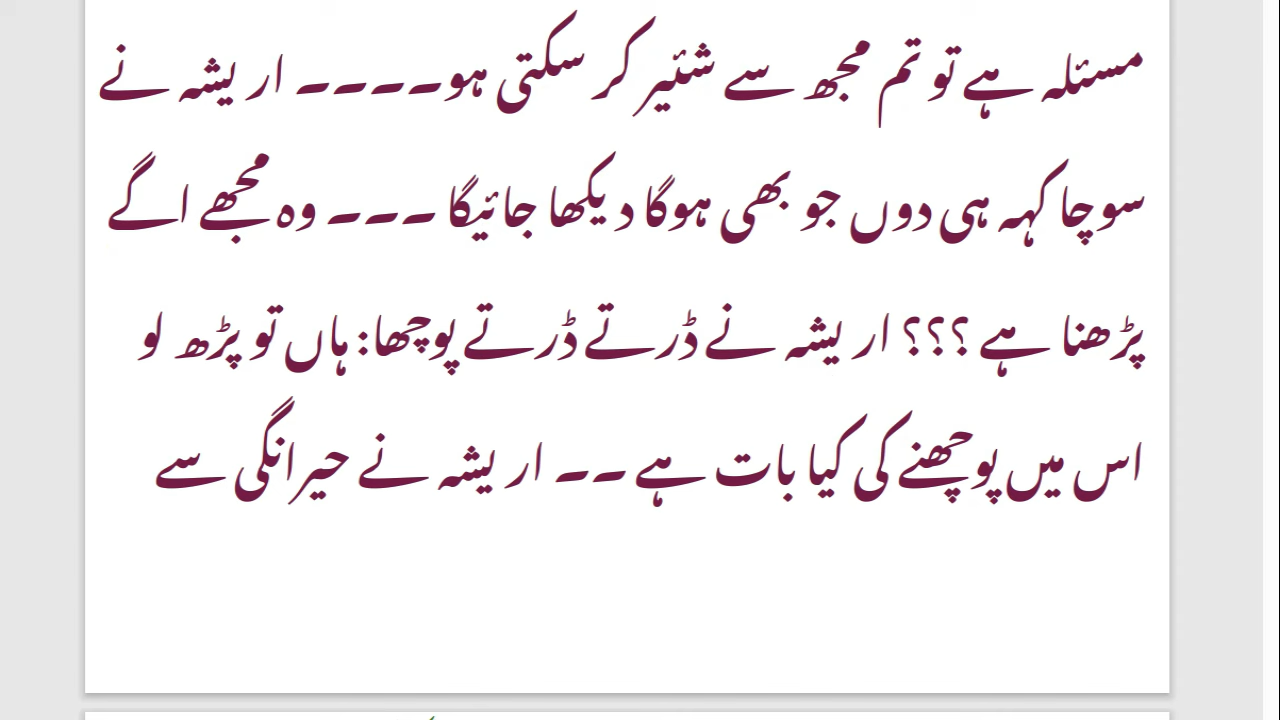 مسئلہ ہے تو تم مجھ سے شئیر کر سکتی ہو۔۔۔۔ اریشہ نے
سوچا کہہ ہی دوں جو بھی ہوگا دیکھا جائیگا ۔۔۔ وہ مجھے اگے
پڑھنا ہے ؟؟؟ اریشہ نے ڈرتے ڈرتے پوچھا: ہاں تو پڑھ لو
اس میں پوچھنے کی کیا بات ہے ۔۔ اریشہ نے حیرانگی سے